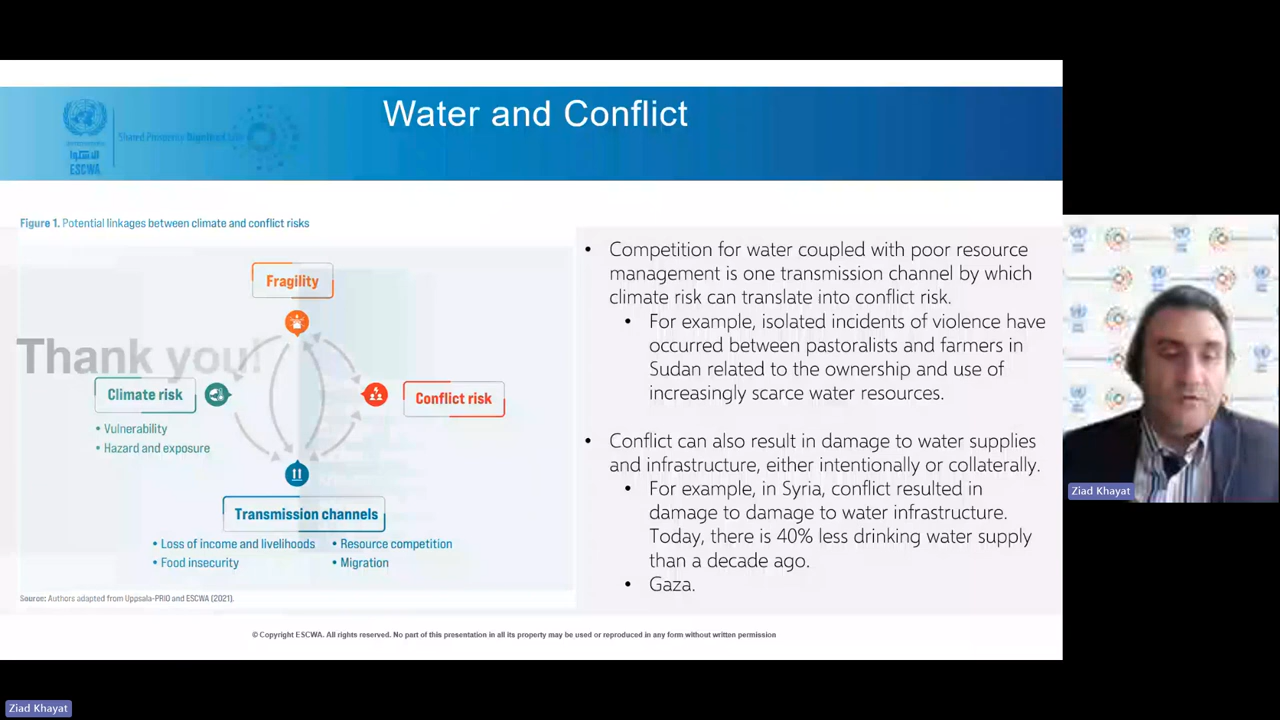 Water and Conflict
Shared Prosperity Dignified Life
الإسكوا
ESCWA
Figure 1. Potential linkages between climate and conflict risks
Thank you!
Fragility
Climate risk
• Vulnerability
• Hazard and exposure
Conflict risk
Transmission channels
• Loss of income and livelihoods
• Food insecurity
• Resource competition
• Migration
Source: Authors adapted from Uppsala-PRIO and ESCWA (2021).
• Competition for water coupled with poor resource
management is one transmission channel by which
climate risk can translate into conflict risk.
• For example, isolated incidents of violence have
occurred between pastoralists and farmers in
Sudan related to the ownership and use of
increasingly scarce water resources.
• Conflict can also result in damage to water supplies
and infrastructure, either intentionally or collaterally.
• For example, in Syria, conflict resulted in
damage to damage to water infrastructure.
Today, there is 40% less drinking water supply
than a decade ago.
• Gaza.
© Copyright ESCWA. All rights reserved. No part of this presentation in all its property may be used or reproduced in any form without written permission
Ziad Khayat
Ziad Khayat